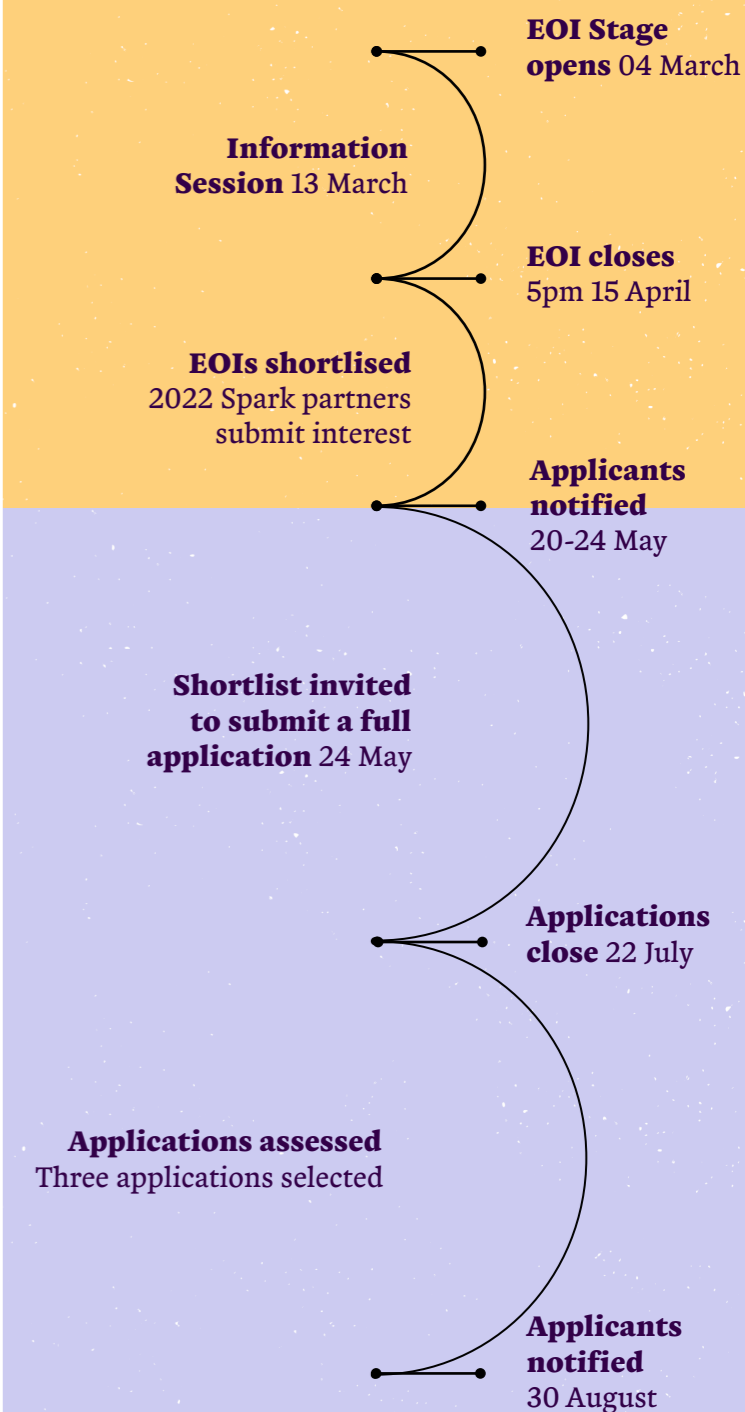 EOI Stage
opens 04 March
Information
Session 13 March
EOI closes
5pm 15 April
EOIs shortlised
2022 Spark partners
submit interest
Applicants
notified
20-24 May
Shortlist invited
to submit a full
application 24 May
Applications
close 22 July
Applications assessed
Three applications selected
Applicants
notified
30 August